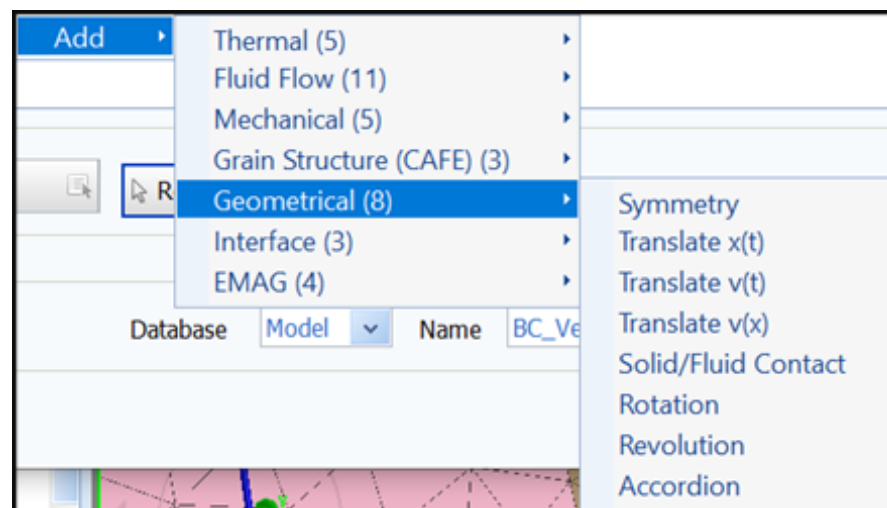 Add
Thermal (5)
Fluid Flow (11)
Mechanical (5)
Grain Structure (CAFE) (3)
Geometrical (8)
Interface (3)
EMAG (4)
Symmetry
Translate x(t)
Translate v(t)
Translate v(x)
Solid/Fluid Contact
Rotation
Revolution
Accordion
R
Database Model Name BC_Ve